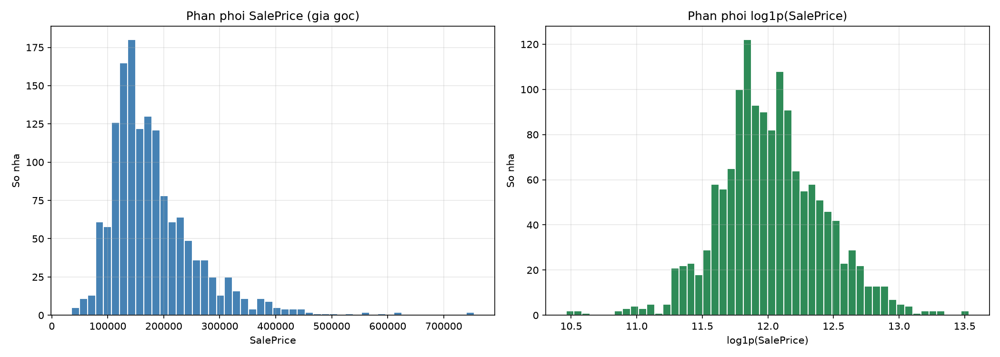 Phan phoi SalePrice (gia goc)
175
150
125
100
75
50
25
0
So nha
0 100000 200000 300000 400000 500000 600000 700000
SalePrice
Phan phoi log1p(SalePrice)
120
100
80
60
40
20
0
So nha
10.5 11.0 11.5 12.0 12.5 13.0 13.5
log1p(SalePrice)